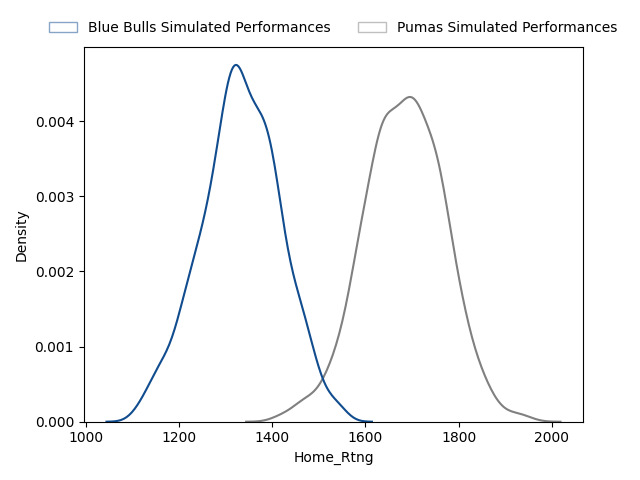 Blue Bulls Simulated Performances
Pumas Simulated Performances
0.004
0.003
0.002
0.001
0.000
Density
1000
1200
1400
1600
1800
2000
Home_Rtng